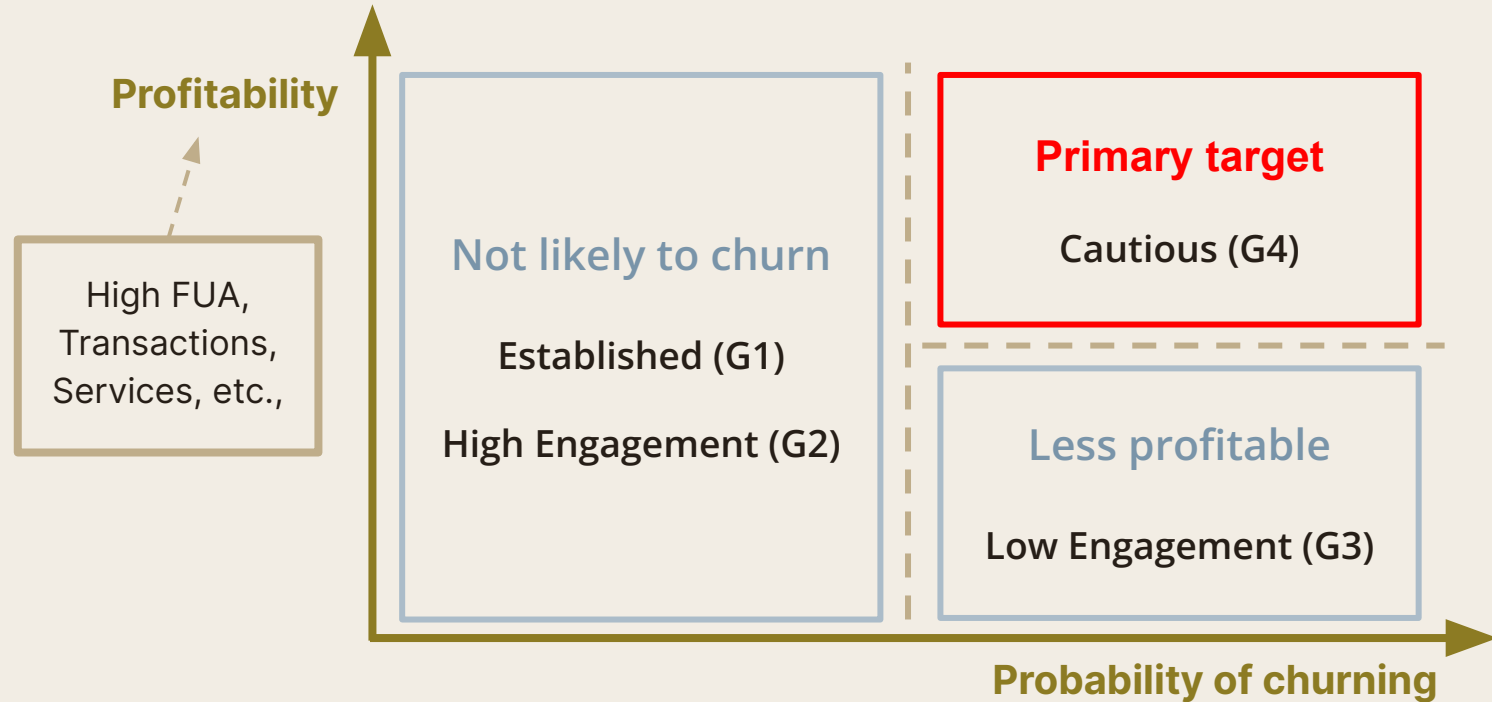 Profitability
High FUA,
Transactions,
Services, etc.,
Not likely to churn
Established (G1)
High Engagement (G2)
Primary target
Cautious (G4)
Less profitable
Low Engagement (G3)
Probability of churning